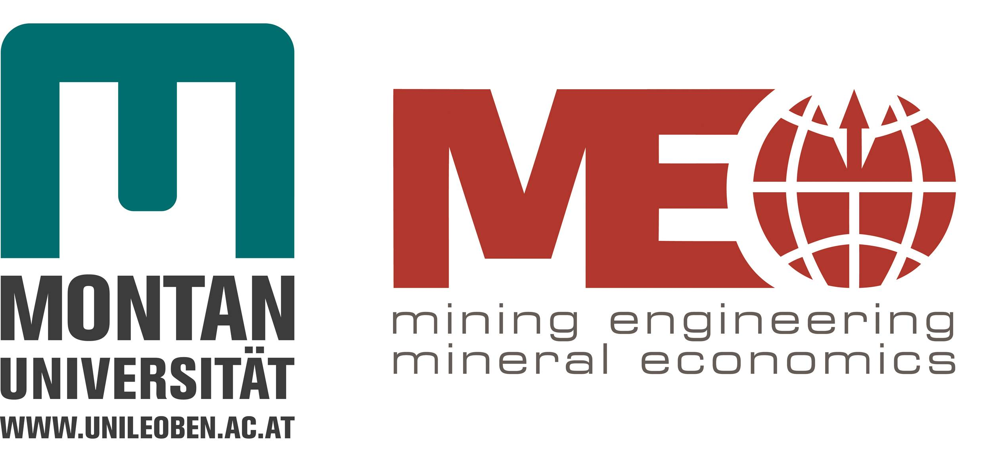 MONTAN
UNIVERSITÄT
WWW.UNILEOBEN.AC.AT
ME
mining engineering
mineral economics